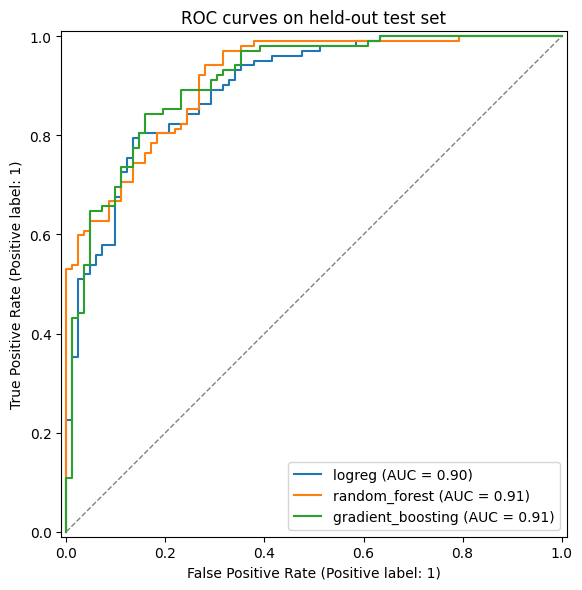 ROC curves on held-out test set
True Positive Rate (Positive label: 1)
1.0
0.8
0.6
0.4
0.2
0.0
logreg (AUC = 0.90)
random_forest (AUC = 0.91)
gradient_boosting (AUC = 0.91)
0.0 0.2 0.4 0.6 0.8 1.0
False Positive Rate (Positive label: 1)